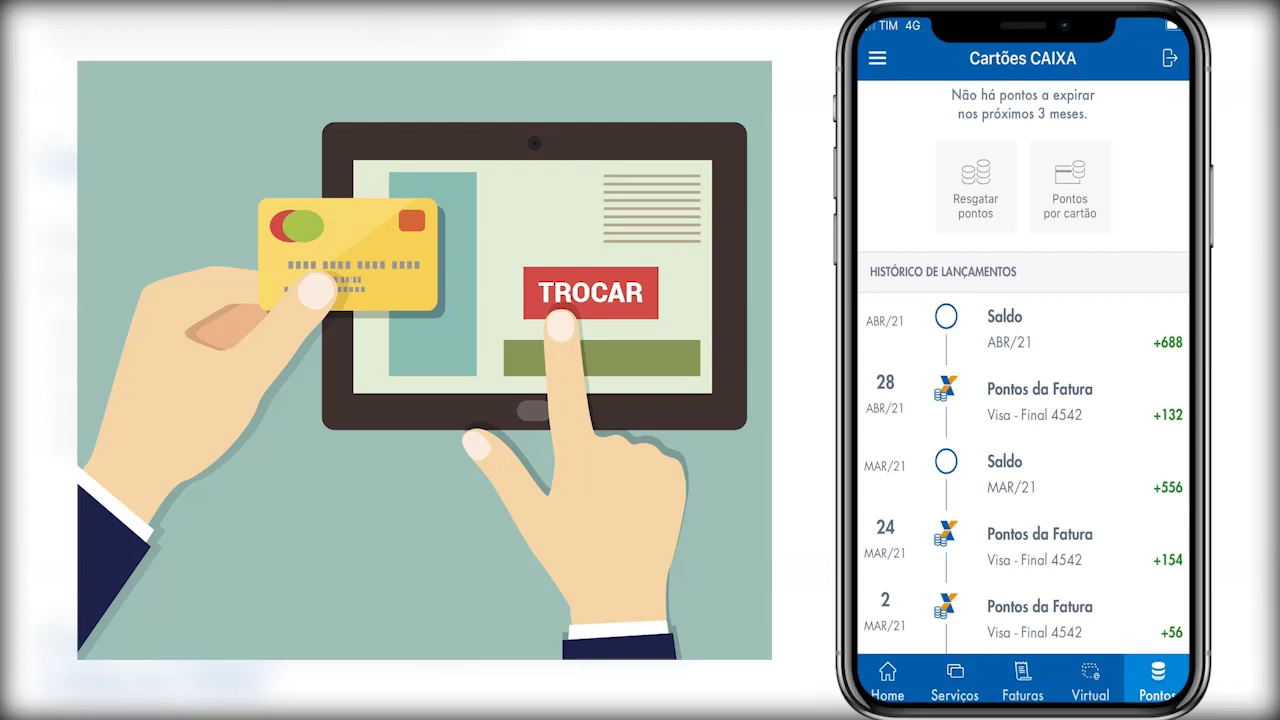 TROCAR
TIM 4G
Cartões CAIXA
Não há pontos a expirar
nos próximos 3 meses.
Resgatar
pontos
Pontos
por cartão
HISTÓRICO DE LANÇAMENTOS
ABR/21
Saldo
ABR/21
+688
28
ABR/21
Pontos da Fatura
Visa - Final 4542
+132
MAR/21
Saldo
MAR/21
+556
24
MAR/21
Pontos da Fatura
Visa - Final 4542
+154
2
MAR/21
Pontos da Fatura
Visa - Final 4542
+56
Home
Serviços
Faturas
Virtual
Pontos